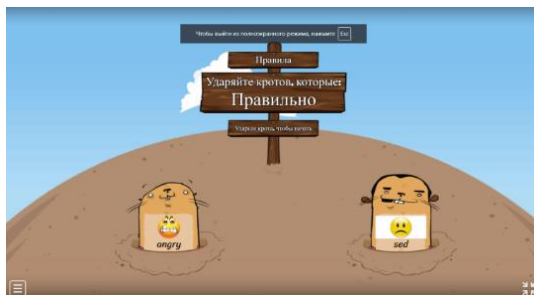 Чтобы выйти из полноэкранного режима, нажмите Esc
Правила
Ударяйте кротов, которые:
Правильно
Ударьте крота, чтобы начать
angry
sed